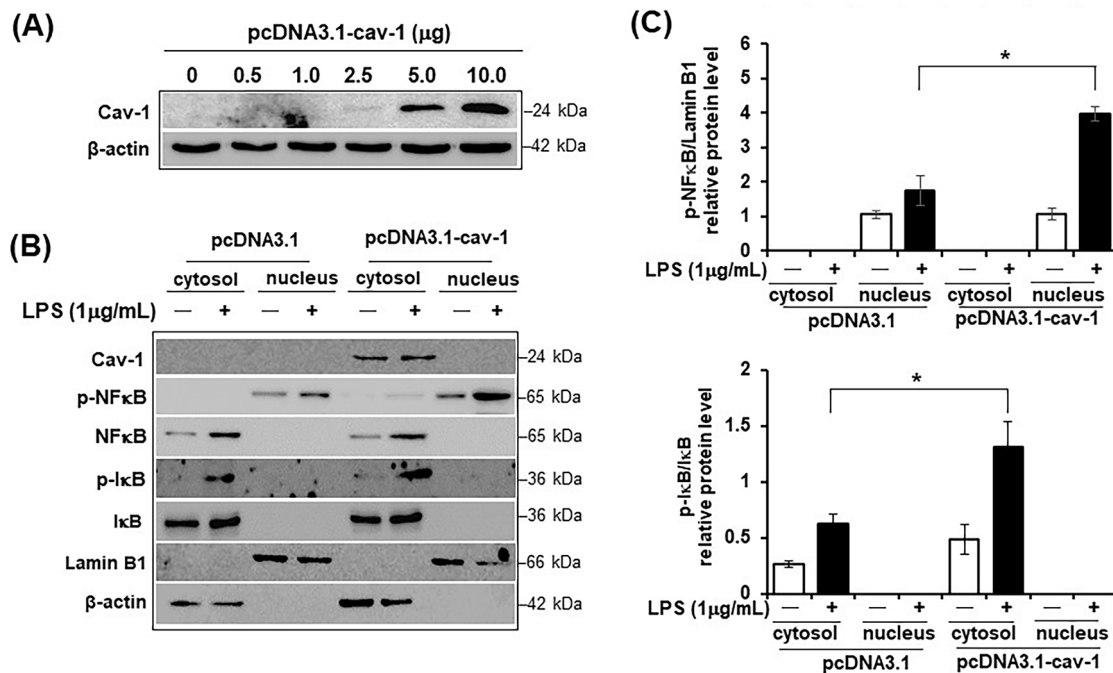 (A)
pcDNA3.1-cav-1 (μg)
0 0.5 1.0 2.5 5.0 10.0
Cav-1 –24 kDa
β-actin –42 kDa
(B)
pcDNA3.1 pcDNA3.1-cav-1
cytosol nucleus cytosol nucleus
LPS (1μg/mL) — + — + — + — +
Cav-1 –24 kDa
p-NFκB –65 kDa
NFκB –65 kDa
p-IκB –36 kDa
IκB –36 kDa
Lamin B1 –66 kDa
β-actin –42 kDa
(C)
p-NFκB/Lamin B1
relative protein level
6
5
4
3
2
1
0
*
LPS (1μg/mL) — + — + — + — +
cytosol nucleus cytosol nucleus
pcDNA3.1 pcDNA3.1-cav-1
p-IκB/IκB
relative protein level
2
1.5
1
0.5
0
*
LPS (1μg/mL) — + — + — + — +
cytosol nucleus cytosol nucleus
pcDNA3.1 pcDNA3.1-cav-1